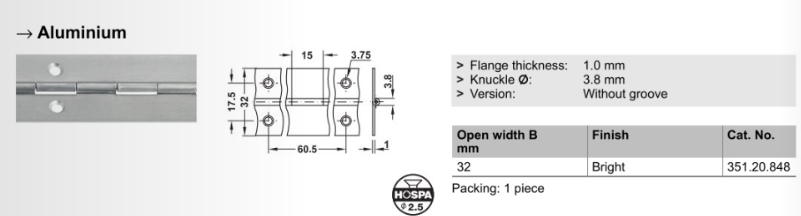 → Aluminium
15
3.75
3.8
17.5
32
60.5
1
HOSPA
Ø 2.5
> Flange thickness: 1.0 mm
> Knuckle Ø: 3.8 mm
> Version: Without groove
Open width B Finish Cat. No.
mm
32 Bright 351.20.848
Packing: 1 piece